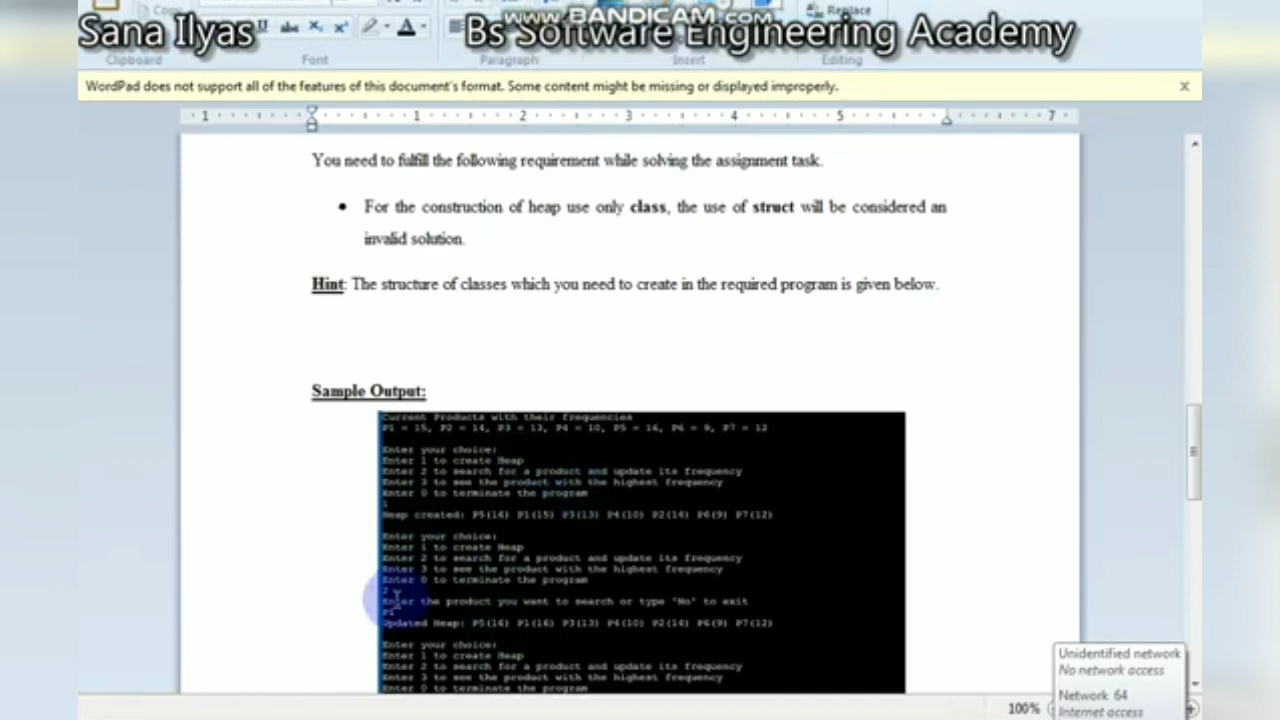 Copy
Replace
WWW.BANDICAM.COM
Sana Ilyas
Bs Software Engineering Academy
Clipboard
Font
Paragraph
Insert
Editing
WordPad does not support all of the features of this document's format. Some content might be missing or displayed improperly.
1 1 2 3 4 5 7
You need to fulfill the following requirement while solving the assignment task.
• For the construction of heap use only class, the use of struct will be considered an
invalid solution.
Hint: The structure of classes which you need to create in the required program is given below.
Sample Output:
Current Products with their frequencies
P1 = 15, P2 = 14, P3 = 13, P4 = 10, P5 = 16, P6 = 9, P7 = 12
Enter your choice:
Enter 1 to create Heap
Enter 2 to search for a product and update its frequency
Enter 3 to see the product with the highest frequency
Enter 0 to terminate the program
1
Heap created: P5(16) P1(15) P3(13) P4(10) P2(14) P6(9) P7(12)
Enter your choice:
Enter 1 to create Heap
Enter 2 to search for a product and update its frequency
Enter 3 to see the product with the highest frequency
Enter 0 to terminate the program
2
Enter the product you want to search or type "No" to exit
P1
Updated Heap: P5(16) P1(16) P3(13) P4(10) P2(14) P6(9) P7(12)
Enter your choice:
Enter 1 to create Heap
Enter 2 to search for a product and update its frequency
Enter 3 to see the product with the highest frequency
Enter 0 to terminate the program
Unidentified network
No network access
Network 64
Internet access
100%